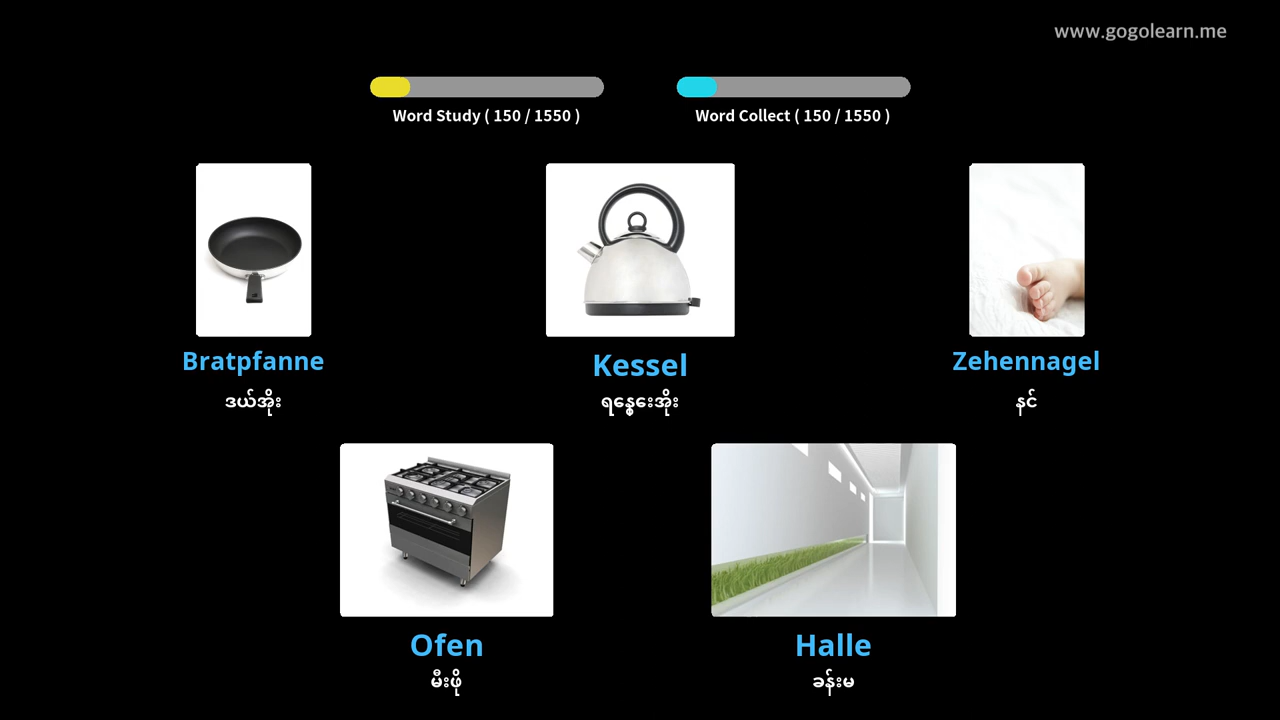 www.gogolearn.me
Word Study ( 150 / 1550 )
Word Collect ( 150 / 1550 )
Bratpfanne
Kessel
Zehennagel
ဒယ်အိုး
ရနွေေးအိုး
နင်
Ofen
Halle
မီးဖို
ခန်းမ